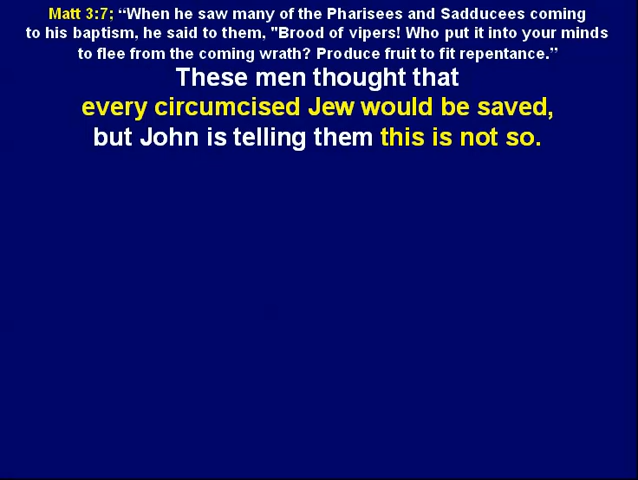 Matt 3:7; “When he saw many of the Pharisees and Sadducees coming
to his baptism, he said to them, "Brood of vipers! Who put it into your minds
to flee from the coming wrath? Produce fruit to fit repentance.”
These men thought that
every circumcised Jew would be saved,
but John is telling them this is not so.